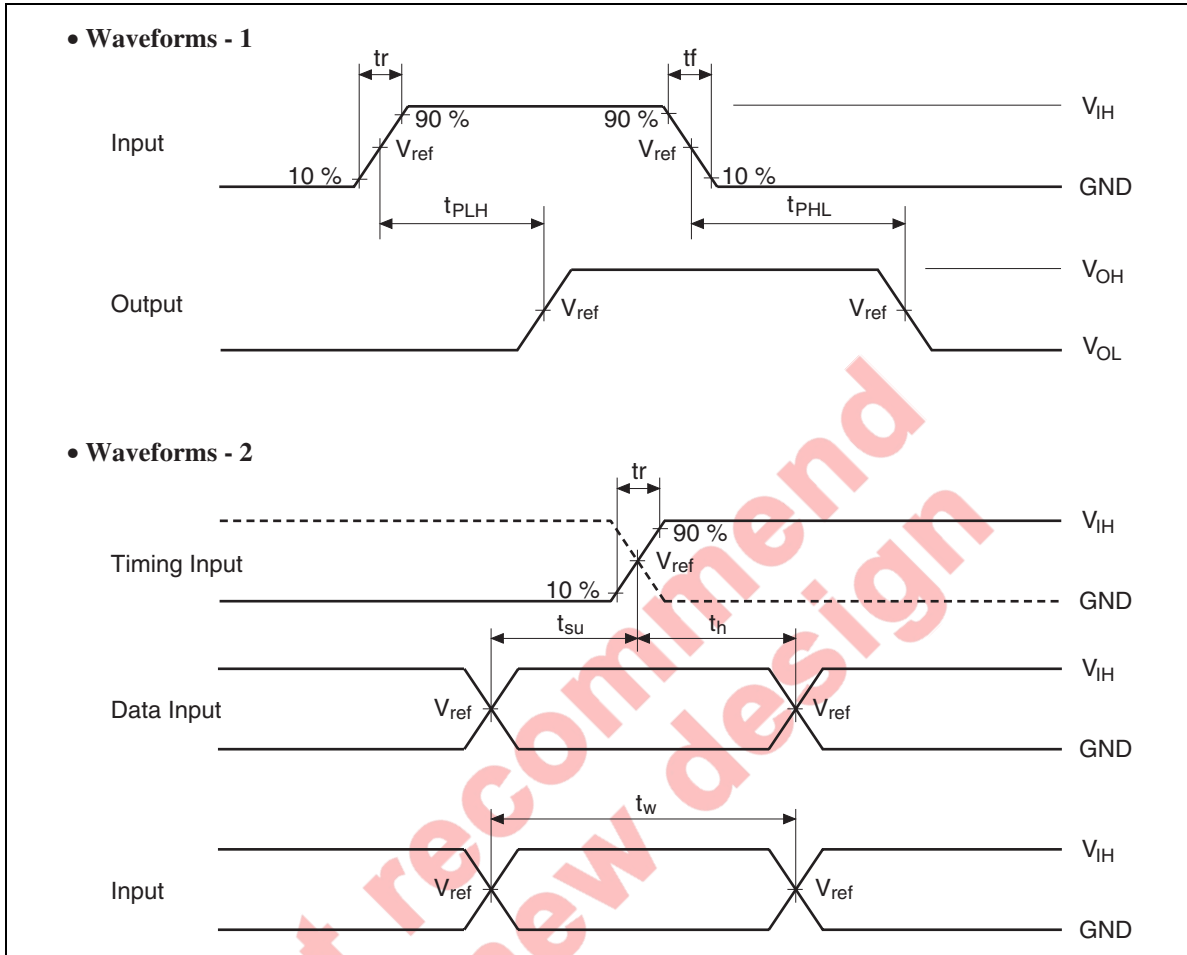 • Waveforms - 1
tr
tf
90 %
90 %
V_IH
Input
V_ref
V_ref
10 %
10 %
GND
t_PLH
t_PHL
V_OH
Output
V_ref
V_ref
V_OL
• Waveforms - 2
tr
V_IH
90 %
Timing Input
V_ref
10 %
GND
t_su
t_h
V_IH
Data Input
V_ref
V_ref
GND
t_w
V_IH
Input
V_ref
V_ref
GND
t recommend
new design